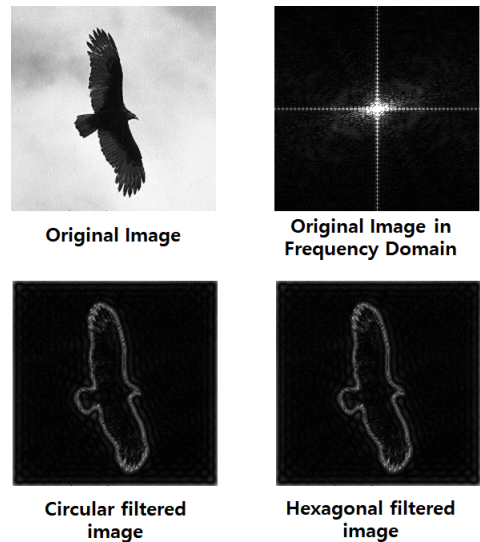 Original Image
Original Image in
Frequency Domain
Circular filtered
image
Hexagonal filtered
image